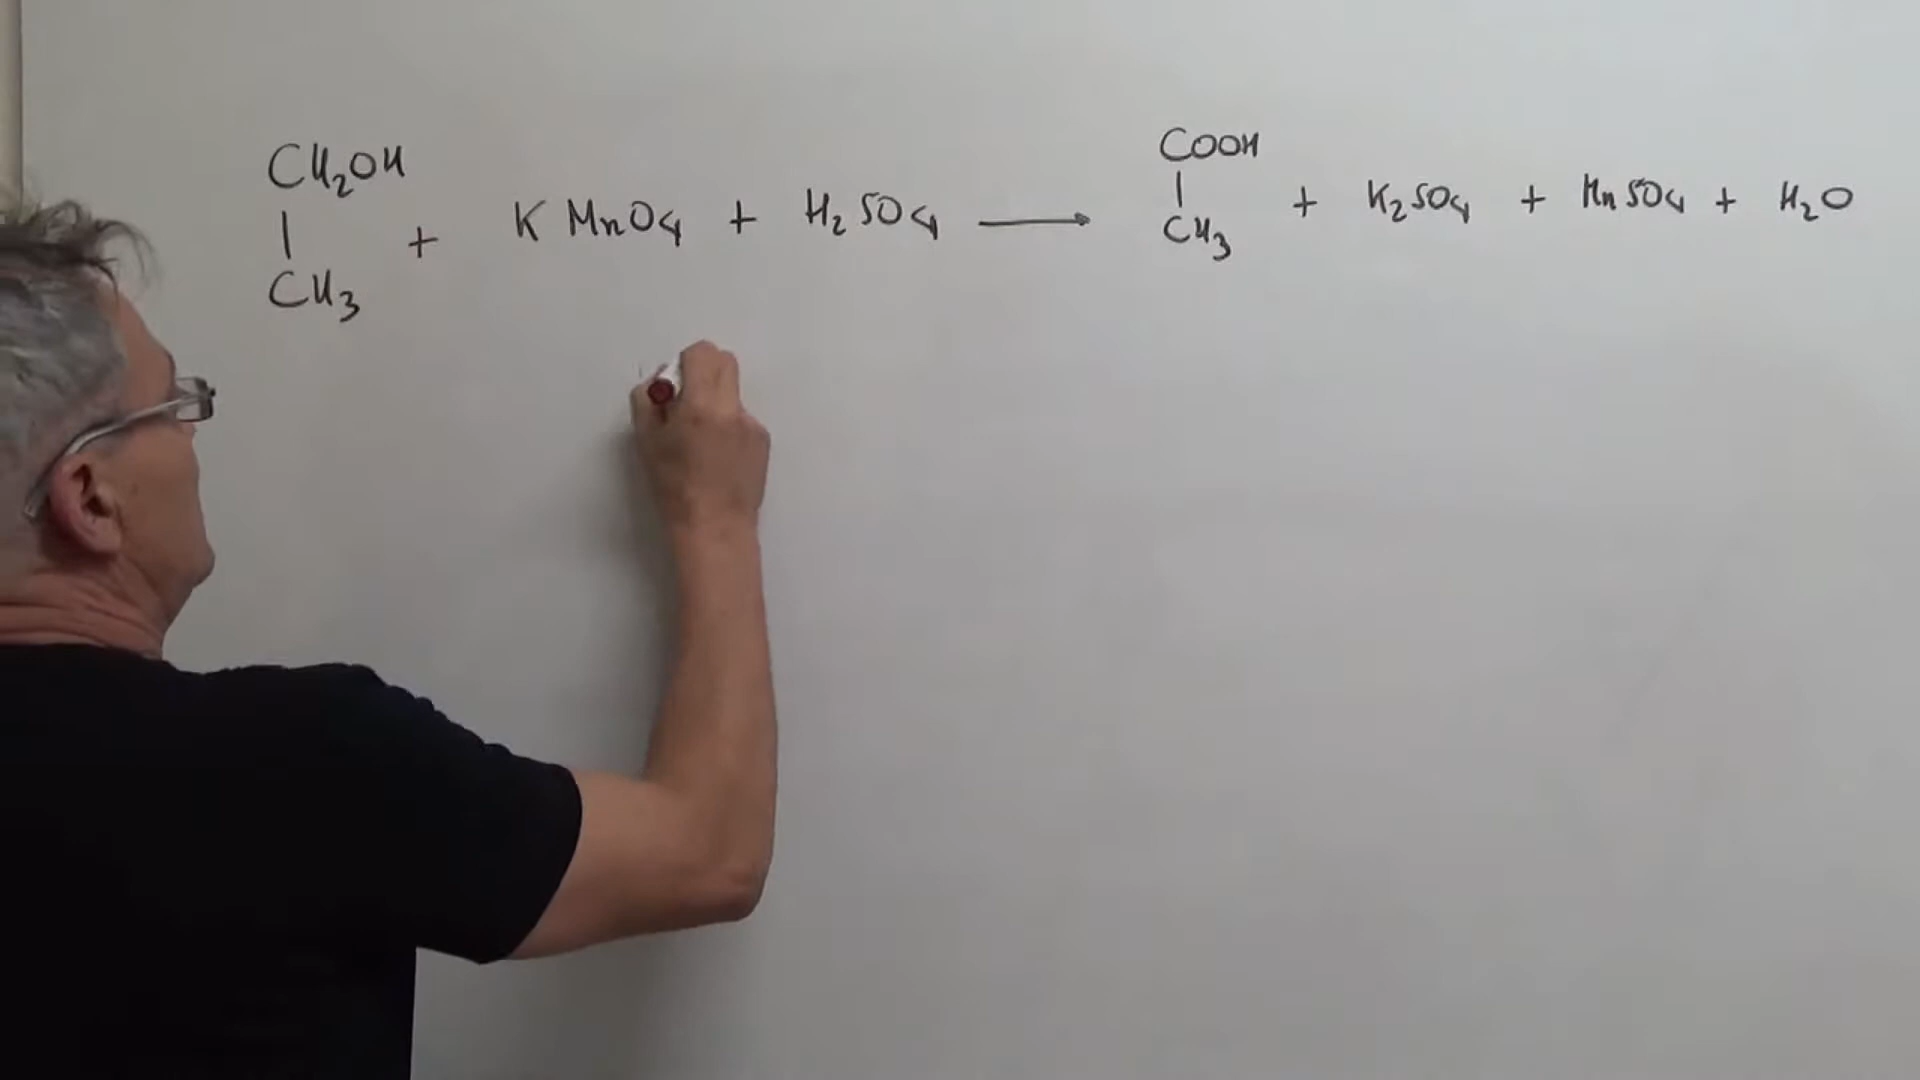 CH₂OH
|
CH₃ + KMnO₄ + H₂SO₄ ⟶ COOH
|
CH₃ + K₂SO₄ + MnSO₄ + H₂O